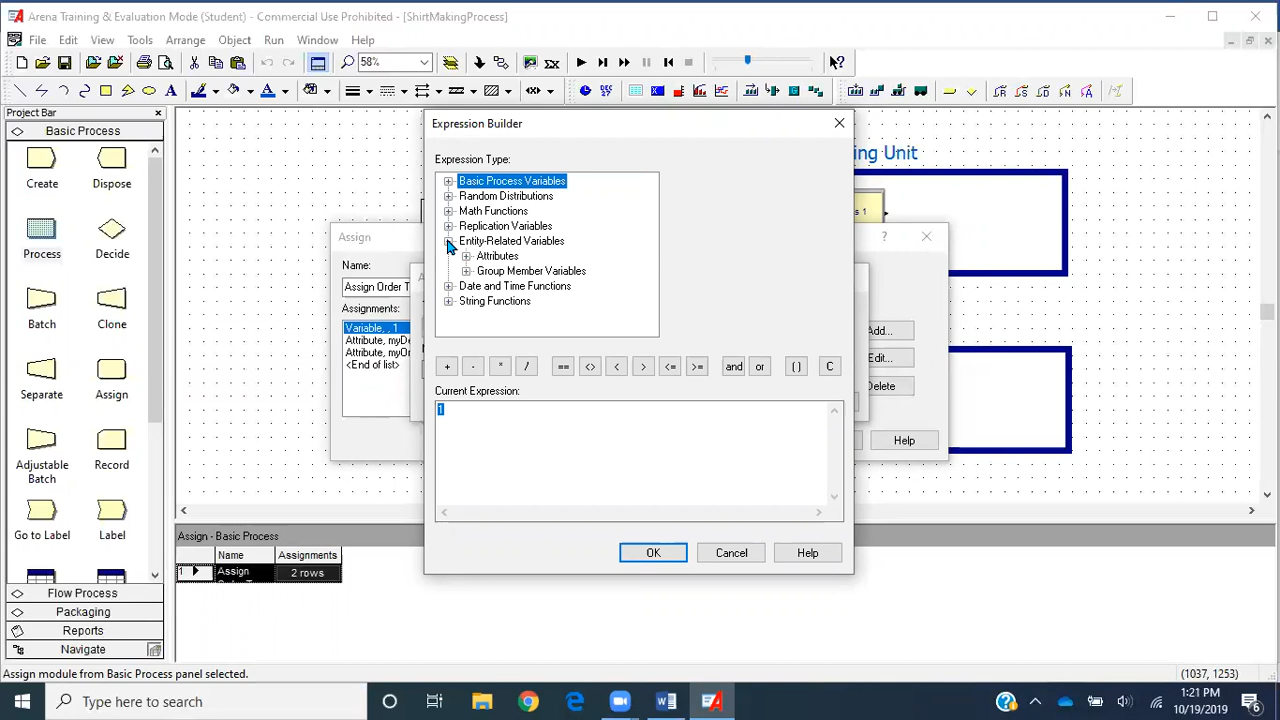 Arena Training & Evaluation Mode (Student) - Commercial Use Prohibited - [ShirtMakingProcess]
File Edit View Tools Arrange Object Run Window Help
58%
Project Bar
Basic Process
Create Dispose
Process Decide
Batch Clone
Separate Assign
Adjustable Batch Record
Go to Label Label
Flow Process
Packaging
Reports
Navigate
ing Unit
s 1
Assign
Name:
Assign Order T
Assignments:
Variable, , 1
Attribute, myDe
Attribute, myOr
<End of list>
Add...
Edit...
Delete
Help
Expression Builder
Expression Type:
Basic Process Variables
Random Distributions
Math Functions
Replication Variables
Entity-Related Variables
Attributes
Group Member Variables
Date and Time Functions
String Functions
+ - * / == <> < > <= >= and or ( ) C
Current Expression:
1
OK Cancel Help
Assign - Basic Process
Name Assignments
1 Assign 2 rows
Assign module from Basic Process panel selected.
(1037, 1253)
Type here to search
1:21 PM
10/19/2019
6